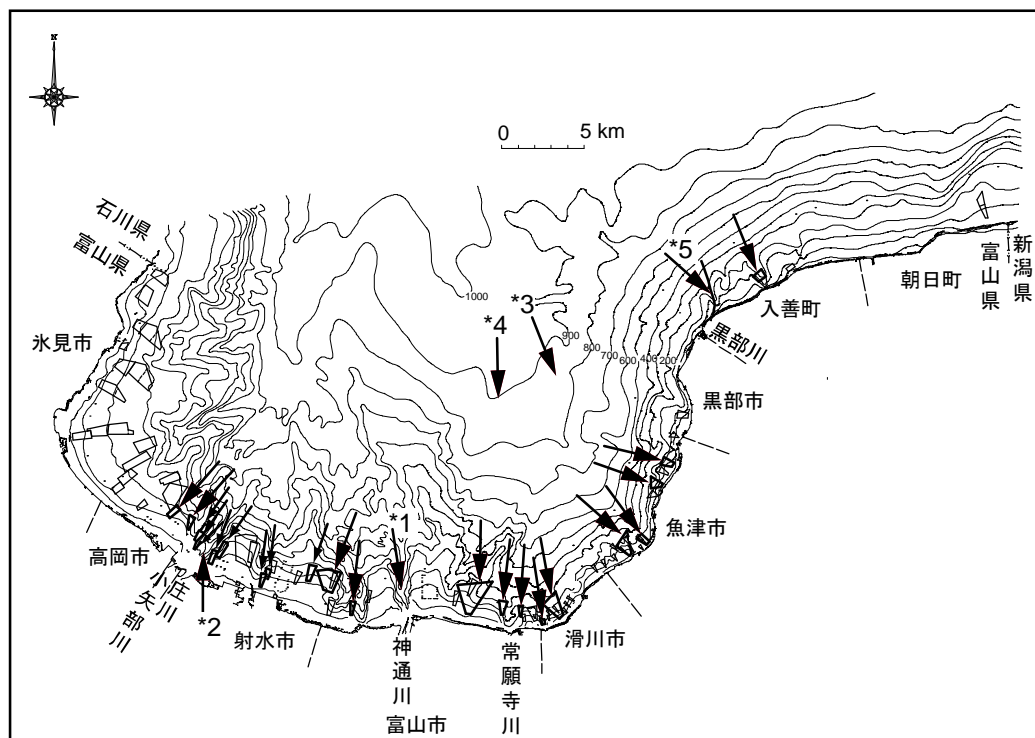 N
0 5 km
石川県
富山県
氷見市
高岡市
小矢部川
庄川
*2
射水市
*1
神通川
富山市
常願寺川
滑川市
魚津市
黒部市
黒部川
入善町
朝日町
富山県
新潟県
*5
*3
*4
1000
900
800
700
600
400
200